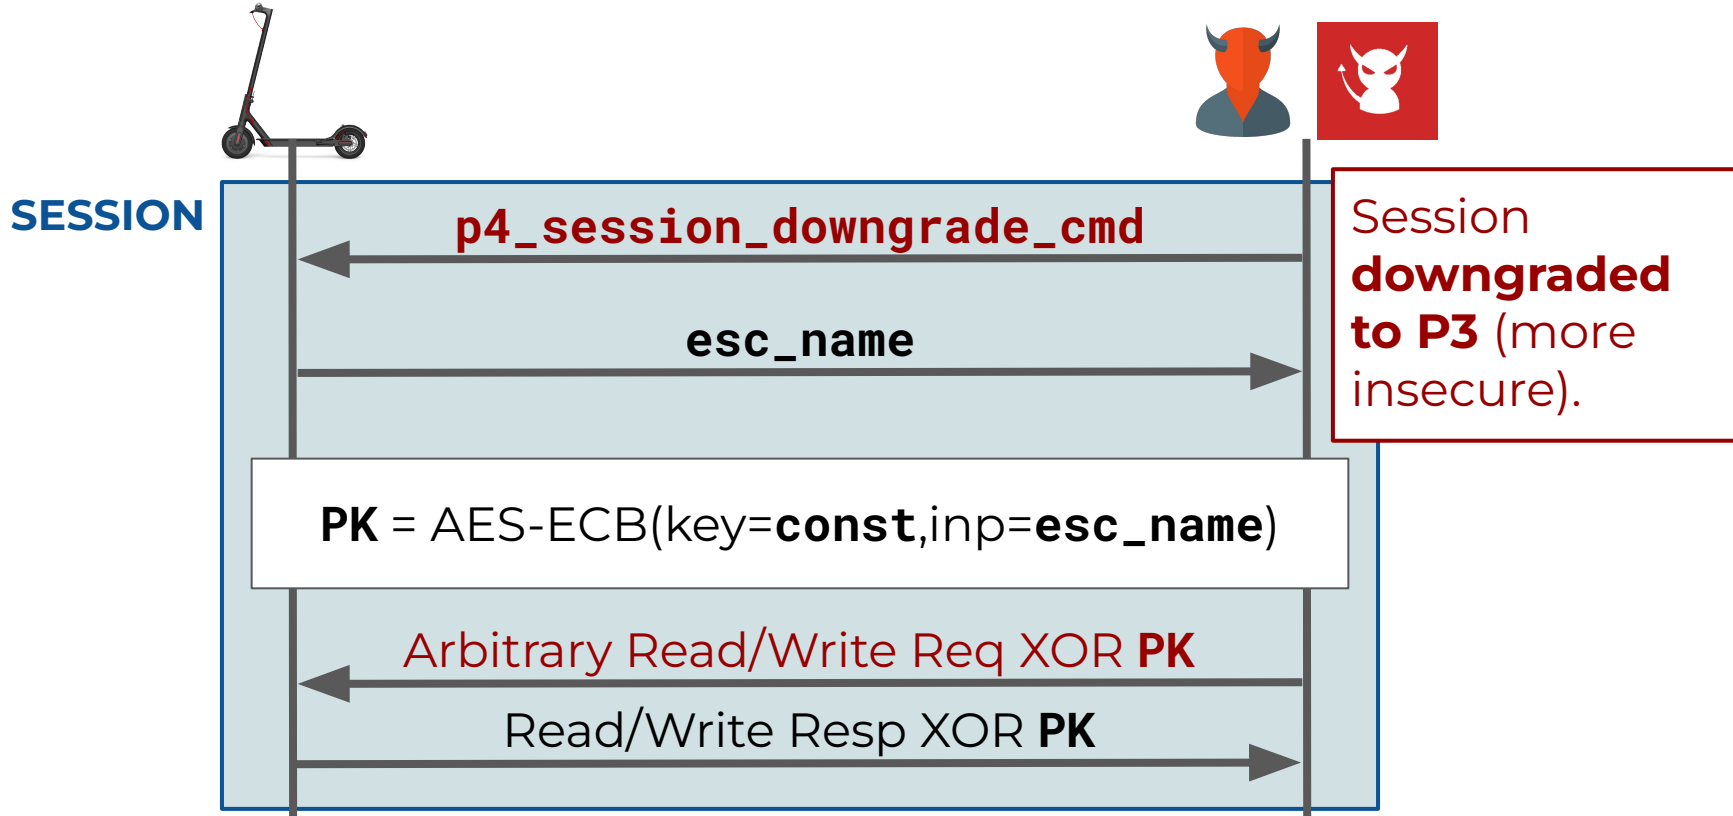 SESSION
p4_session_downgrade_cmd
Session
downgraded
to P3 (more
insecure).
esc_name
PK = AES-ECB(key=const,inp=esc_name)
Arbitrary Read/Write Req XOR PK
Read/Write Resp XOR PK